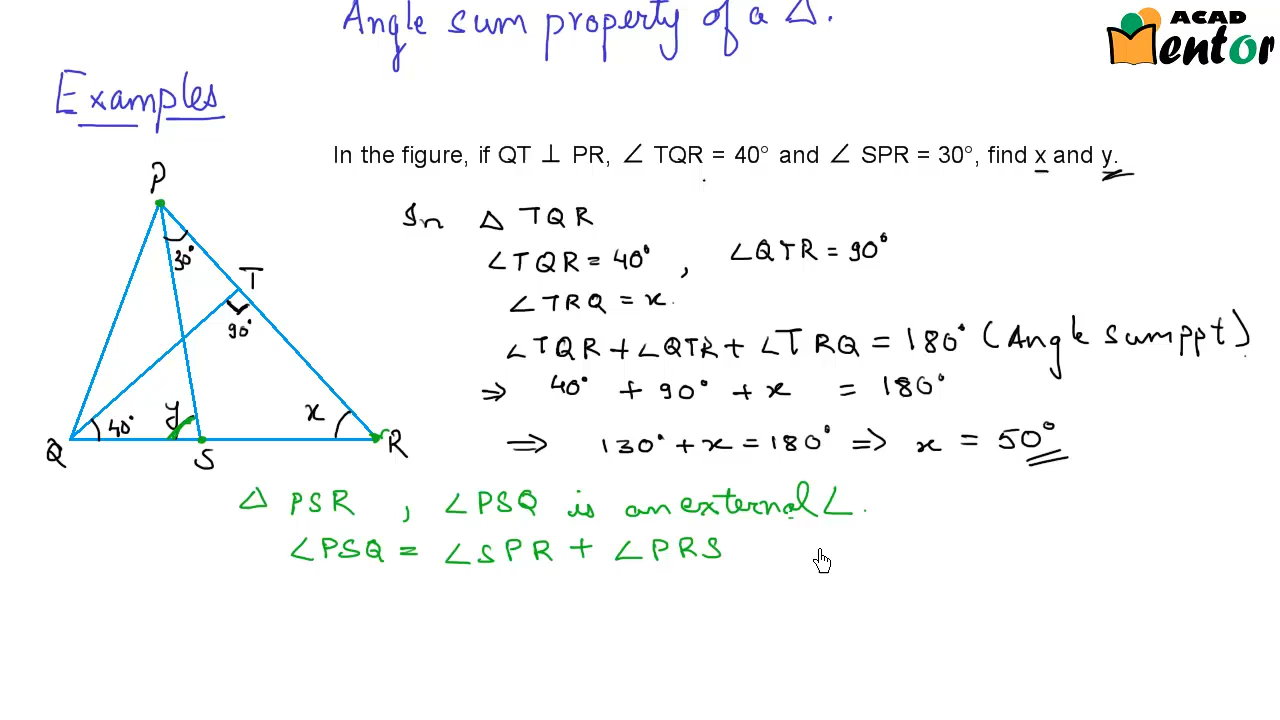 Angle sum property of a Δ.
ACAD
Mentor
Examples
In the figure, if QT ⊥ PR, ∠ TQR = 40° and ∠ SPR = 30°, find x and y.
P
30°
T
90°
40°
y
x
Q
S
R
In Δ TQR
∠TQR = 40° , ∠QTR = 90°
∠TRQ = x.
∠TQR + ∠QTR + ∠TRQ = 180° (Angle sum ppt).
⇒ 40° + 90° + x = 180°
⇒ 130° + x = 180° ⇒ x = 50°
Δ PSR , ∠PSQ is an external ∠.
∠PSQ = ∠SPR + ∠PRS